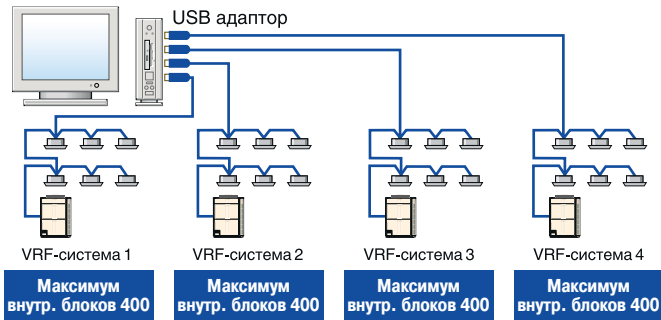 USB адаптор
VRF-система 1
VRF-система 2
VRF-система 3
VRF-система 4
Максимум
внутр. блоков 400
Максимум
внутр. блоков 400
Максимум
внутр. блоков 400
Максимум
внутр. блоков 400